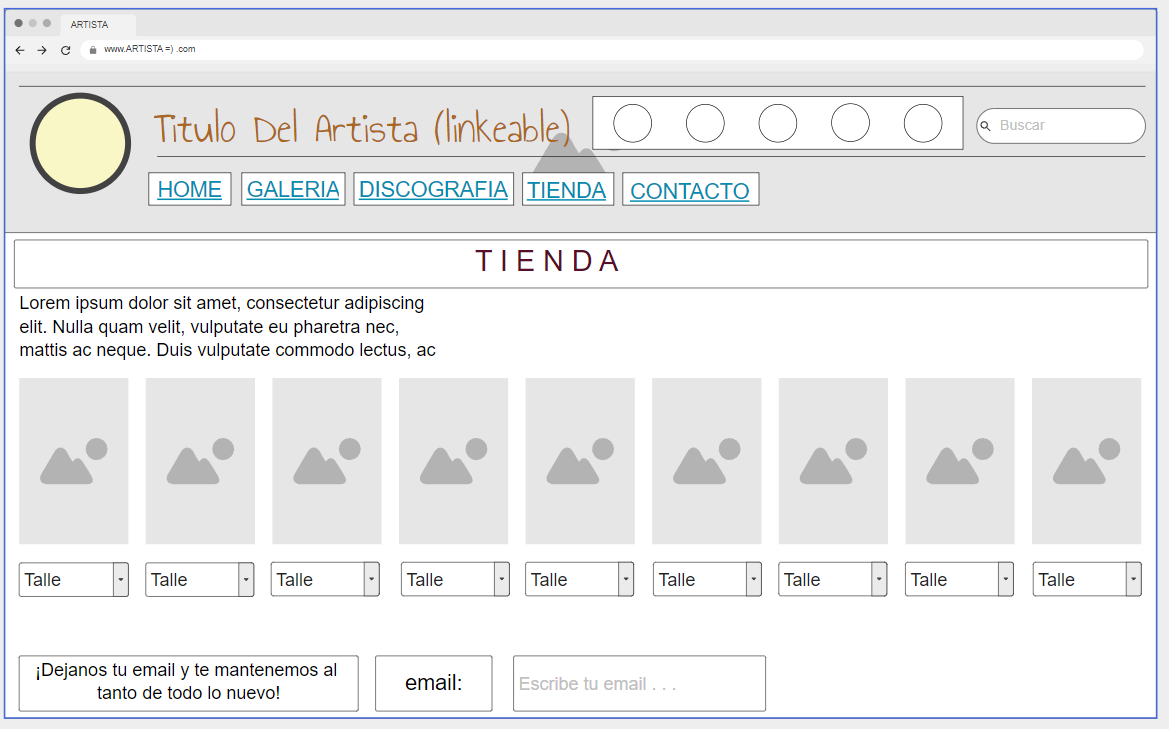 ARTISTA
www.ARTISTA =) .com
Titulo Del Artista (linkeable)
Buscar
HOME GALERIA DISCOGRAFIA TIENDA CONTACTO
T I E N D A
Lorem ipsum dolor sit amet, consectetur adipiscing
elit. Nulla quam velit, vulputate eu pharetra nec,
mattis ac neque. Duis vulputate commodo lectus, ac
Talle Talle Talle Talle Talle Talle Talle Talle Talle
¡Dejanos tu email y te mantenemos al
tanto de todo lo nuevo!
email:
Escribe tu email . . .